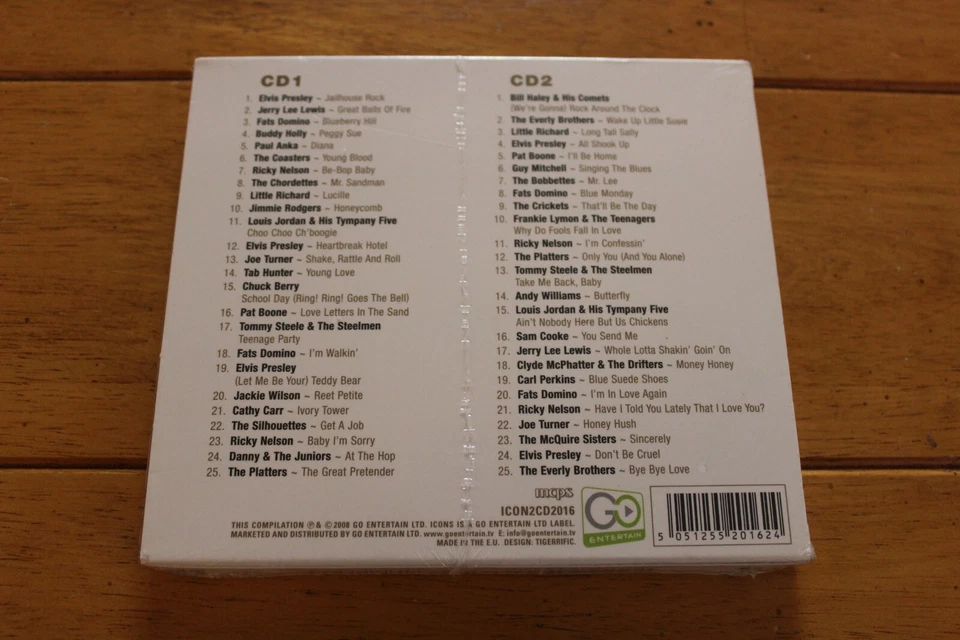 CD1
1. Elvis Presley ~ Jailhouse Rock
2. Jerry Lee Lewis ~ Great Balls Of Fire
3. Fats Domino ~ Blueberry Hill
4. Buddy Holly ~ Peggy Sue
5. Paul Anka ~ Diana
6. The Coasters ~ Young Blood
7. Ricky Nelson ~ Be-Bop Baby
8. The Chordettes ~ Mr. Sandman
9. Little Richard ~ Lucille
10. Jimmie Rodgers ~ Honeycomb
11. Louis Jordan & His Tympany Five
Choo Choo Ch'boogie
12. Elvis Presley ~ Heartbreak Hotel
13. Joe Turner ~ Shake, Rattle And Roll
14. Tab Hunter ~ Young Love
15. Chuck Berry
School Day (Ring! Ring! Goes The Bell)
16. Pat Boone ~ Love Letters In The Sand
17. Tommy Steele & The Steelmen
Teenage Party
18. Fats Domino ~ I'm Walkin'
19. Elvis Presley
(Let Me Be Your) Teddy Bear
20. Jackie Wilson ~ Reet Petite
21. Cathy Carr ~ Ivory Tower
22. The Silhouettes ~ Get A Job
23. Ricky Nelson ~ Baby I'm Sorry
24. Danny & The Juniors ~ At The Hop
25. The Platters ~ The Great Pretender
CD2
1. Bill Haley & His Comets
(We're Gonna) Rock Around The Clock
2. The Everly Brothers ~ Wake Up Little Susie
3. Little Richard ~ Long Tall Sally
4. Elvis Presley ~ All Shook Up
5. Pat Boone ~ I'll Be Home
6. Guy Mitchell ~ Singing The Blues
7. The Bobbettes ~ Mr. Lee
8. Fats Domino ~ Blue Monday
9. The Crickets ~ That'll Be The Day
10. Frankie Lymon & The Teenagers
Why Do Fools Fall In Love
11. Ricky Nelson ~ I'm Confessin'
12. The Platters ~ Only You (And You Alone)
13. Tommy Steele & The Steelmen
Take Me Back, Baby
14. Andy Williams ~ Butterfly
15. Louis Jordan & His Tympany Five
Ain't Nobody Here But Us Chickens
16. Sam Cooke ~ You Send Me
17. Jerry Lee Lewis ~ Whole Lotta Shakin' Goin' On
18. Clyde McPhatter & The Drifters ~ Money Honey
19. Carl Perkins ~ Blue Suede Shoes
20. Fats Domino ~ I'm In Love Again
21. Ricky Nelson ~ Have I Told You Lately That I Love You?
22. Joe Turner ~ Honey Hush
23. The McQuire Sisters ~ Sincerely
24. Elvis Presley ~ Don't Be Cruel
25. The Everly Brothers ~ Bye Bye Love
mcps
ICON2CD2016
THIS COMPILATION ℗ & © 2008 GO ENTERTAIN LTD. ICONS IS A GO ENTERTAIN LTD LABEL.
MARKETED AND DISTRIBUTED BY GO ENTERTAIN LTD. www.goentertain.tv E: info@goentertain.tv
MADE IN THE E.U. DESIGN: TIGERRIFIC.
GO
ENTERTAIN
5 051255 201624